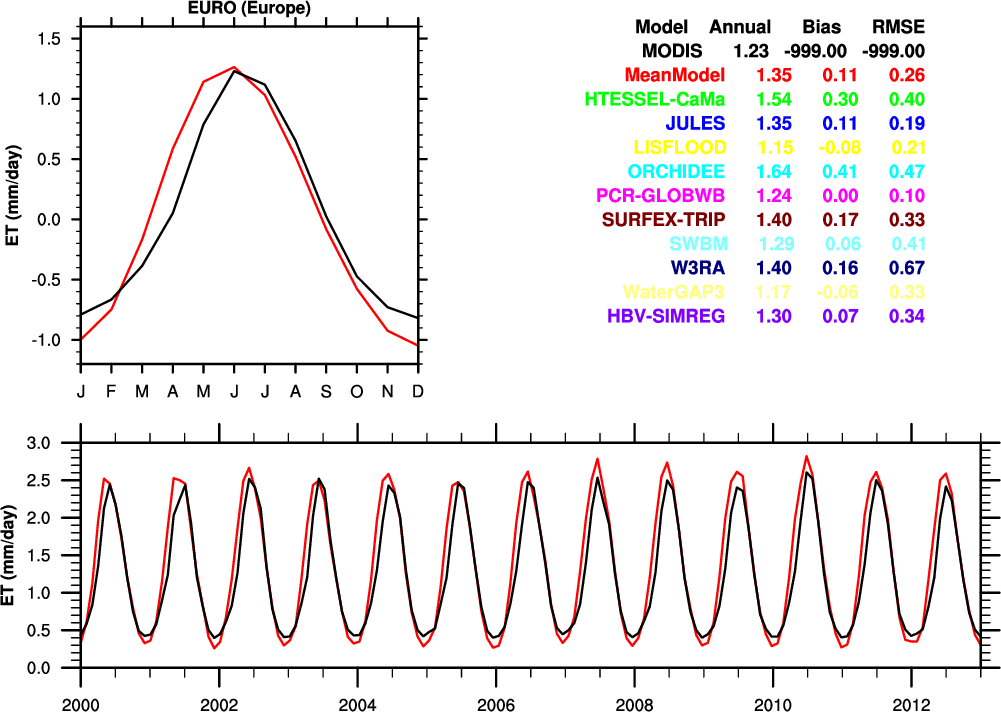 EURO (Europe)
ET (mm/day)
1.5
1.0
0.5
0.0
-0.5
-1.0
J F M A M J J A S O N D
Model Annual Bias RMSE
MODIS 1.23 -999.00 -999.00
MeanModel 1.35 0.11 0.26
HTESSEL-CaMa 1.54 0.30 0.40
JULES 1.35 0.11 0.19
LISFLOOD 1.15 -0.08 0.21
ORCHIDEE 1.64 0.41 0.47
PCR-GLOBWB 1.24 0.00 0.10
SURFEX-TRIP 1.40 0.17 0.33
SWBM 1.29 0.06 0.41
W3RA 1.40 0.16 0.67
WaterGAP3 1.17 -0.06 0.33
HBV-SIMREG 1.30 0.07 0.34
ET (mm/day)
3.0
2.5
2.0
1.5
1.0
0.5
0.0
2000 2002 2004 2006 2008 2010 2012